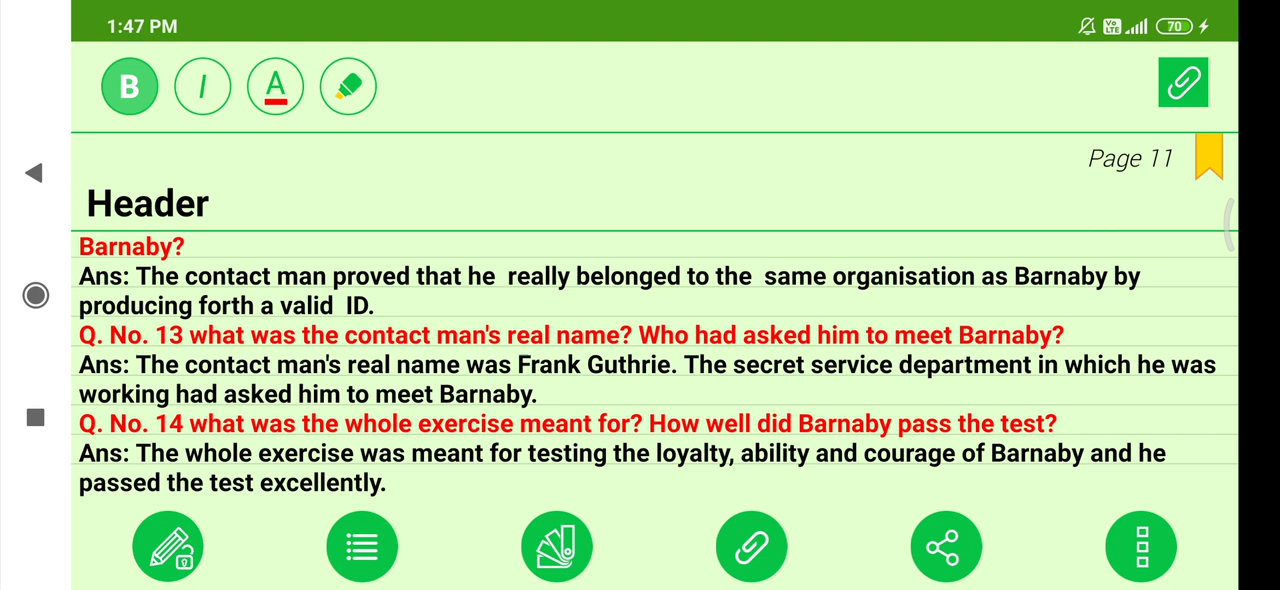 1:47 PM
Vo LTE
70
B I A
Page 11
Header
Barnaby?
Ans: The contact man proved that he  really belonged to the  same organisation as Barnaby by
producing forth a valid  ID.
Q. No. 13 what was the contact man's real name? Who had asked him to meet Barnaby?
Ans: The contact man's real name was Frank Guthrie. The secret service department in which he was
working had asked him to meet Barnaby.
Q. No. 14 what was the whole exercise meant for? How well did Barnaby pass the test?
Ans: The whole exercise was meant for testing the loyalty, ability and courage of Barnaby and he
passed the test excellently.